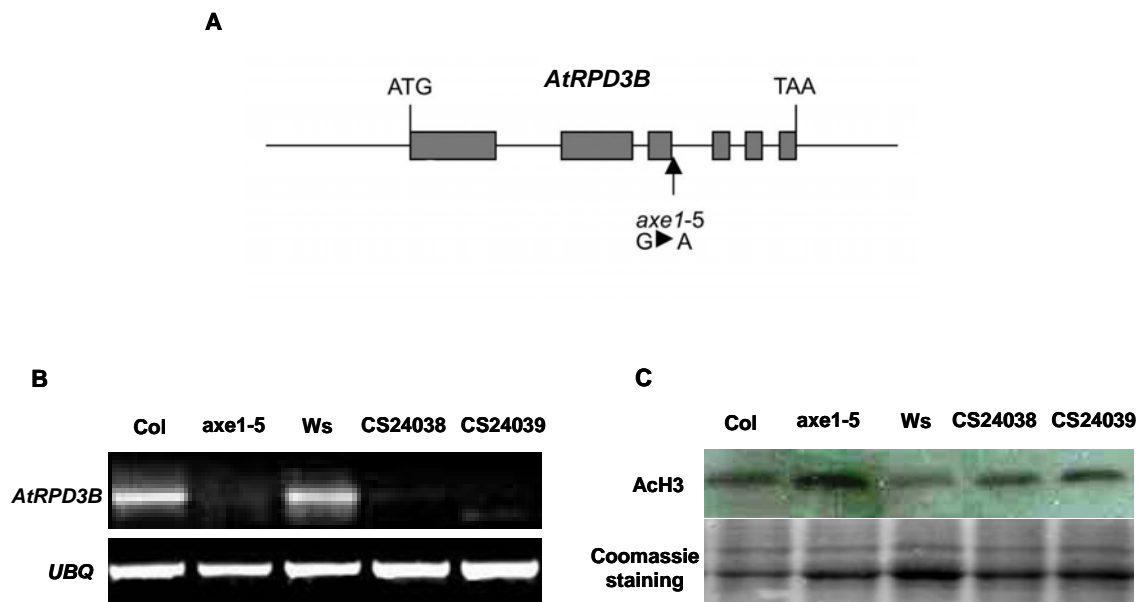 A
AtRPD3B
ATG
TAA
axe1-5
G▶A
B
Col axe1-5 Ws CS24038 CS24039
AtRPD3B
UBQ
C
Col axe1-5 Ws CS24038 CS24039
AcH3
Coomassie
staining